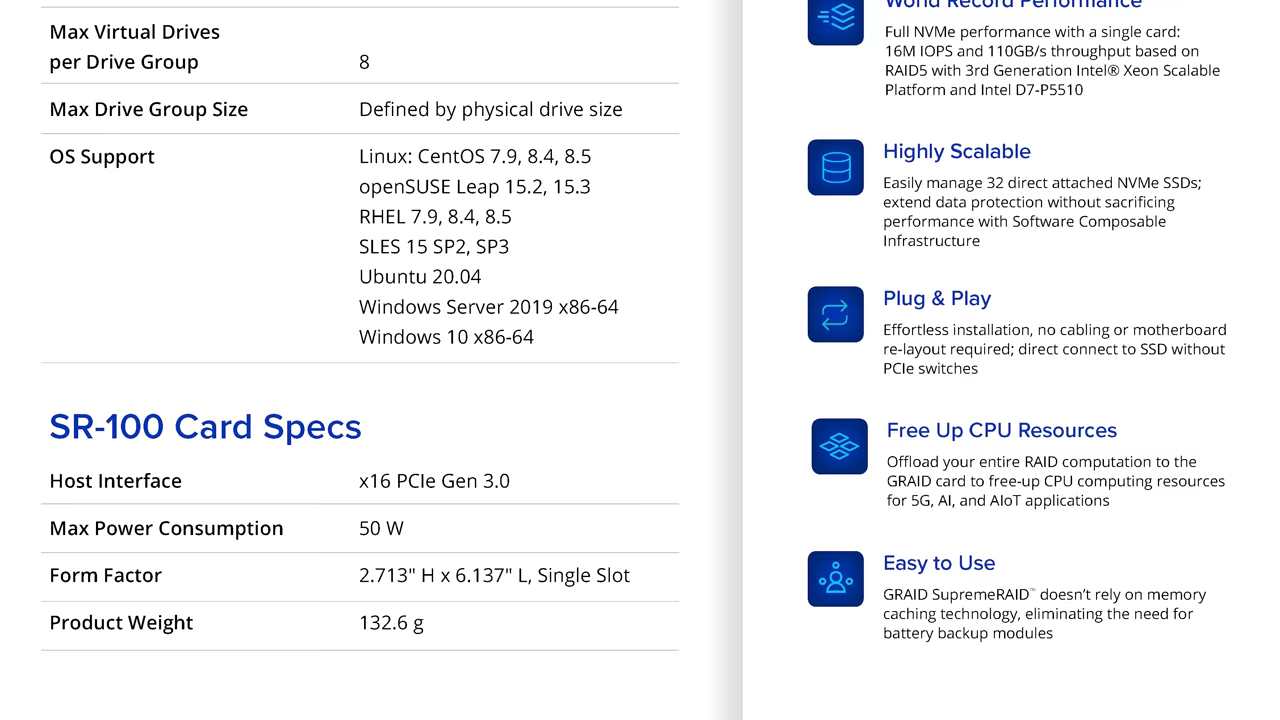 Max Virtual Drives
per Drive Group 8
Max Drive Group Size Defined by physical drive size
OS Support Linux: CentOS 7.9, 8.4, 8.5
openSUSE Leap 15.2, 15.3
RHEL 7.9, 8.4, 8.5
SLES 15 SP2, SP3
Ubuntu 20.04
Windows Server 2019 x86-64
Windows 10 x86-64
SR-100 Card Specs
Host Interface x16 PCIe Gen 3.0
Max Power Consumption 50 W
Form Factor 2.713" H x 6.137" L, Single Slot
Product Weight 132.6 g
World Record Performance
Full NVMe performance with a single card:
16M IOPS and 110GB/s throughput based on
RAID5 with 3rd Generation Intel® Xeon Scalable
Platform and Intel D7-P5510
Highly Scalable
Easily manage 32 direct attached NVMe SSDs;
extend data protection without sacrificing
performance with Software Composable
Infrastructure
Plug & Play
Effortless installation, no cabling or motherboard
re-layout required; direct connect to SSD without
PCIe switches
Free Up CPU Resources
Offload your entire RAID computation to the
GRAID card to free-up CPU computing resources
for 5G, AI, and AIoT applications
Easy to Use
GRAID SupremeRAID™ doesn't rely on memory
caching technology, eliminating the need for
battery backup modules